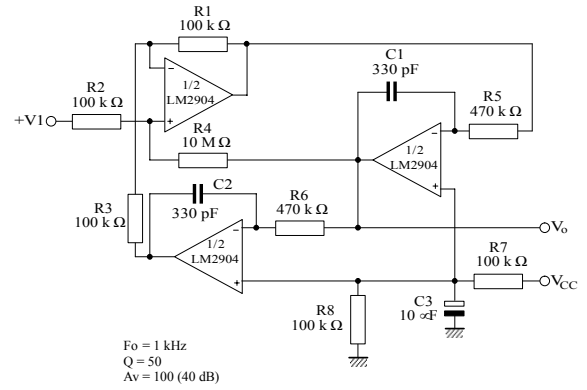 R1
100 k Ω
C1
330 pF
R2
100 k Ω
1/2
LM2904
R5
470 k Ω
+V1
R4
10 M Ω
1/2
LM2904
C2
330 pF
R6
470 k Ω
R3
100 k Ω
1/2
LM2904
Vo
R7
100 k Ω
VCC
R8
100 k Ω
C3
10 ∝F
Fo = 1 kHz
Q = 50
Av = 100 (40 dB)